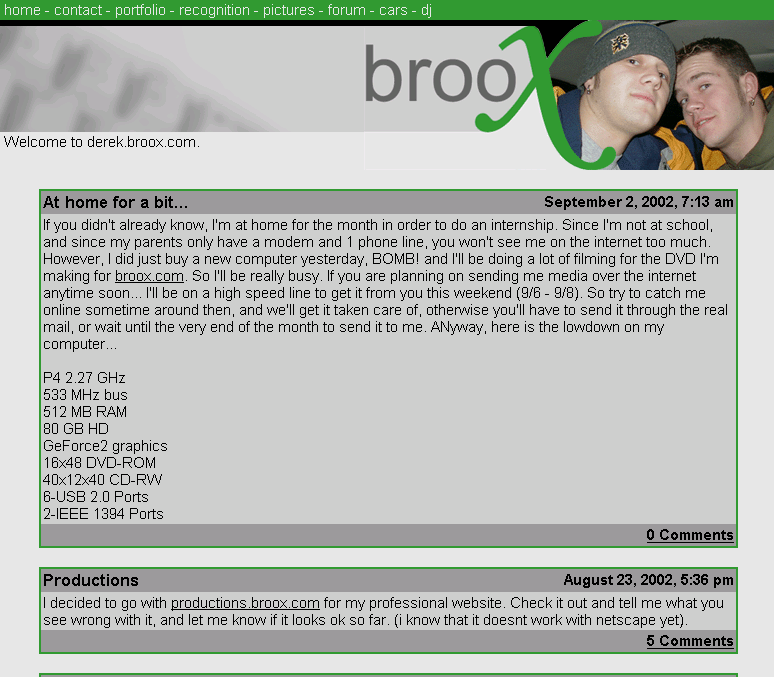 home - contact - portfolio - recognition - pictures - forum - cars - dj
brooX
Welcome to derek.broox.com.
At home for a bit... September 2, 2002, 7:13 am
If you didn't already know, I'm at home for the month in order to do an internship. Since I'm not at school,
and since my parents only have a modem and 1 phone line, you won't see me on the internet too much.
However, I did just buy a new computer yesterday, BOMB! and I'll be doing a lot of filming for the DVD I'm
making for broox.com. So I'll be really busy. If you are planning on sending me media over the internet
anytime soon... I'll be on a high speed line to get it from you this weekend (9/6 - 9/8). So try to catch me
online sometime around then, and we'll get it taken care of, otherwise you'll have to send it through the real
mail, or wait until the very end of the month to send it to me. ANyway, here is the lowdown on my
computer...
P4 2.27 GHz
533 MHz bus
512 MB RAM
80 GB HD
GeForce2 graphics
16x48 DVD-ROM
40x12x40 CD-RW
6-USB 2.0 Ports
2-IEEE 1394 Ports
0 Comments
Productions August 23, 2002, 5:36 pm
I decided to go with productions.broox.com for my professional website. Check it out and tell me what you
see wrong with it, and let me know if it looks ok so far. (i know that it doesnt work with netscape yet).
5 Comments